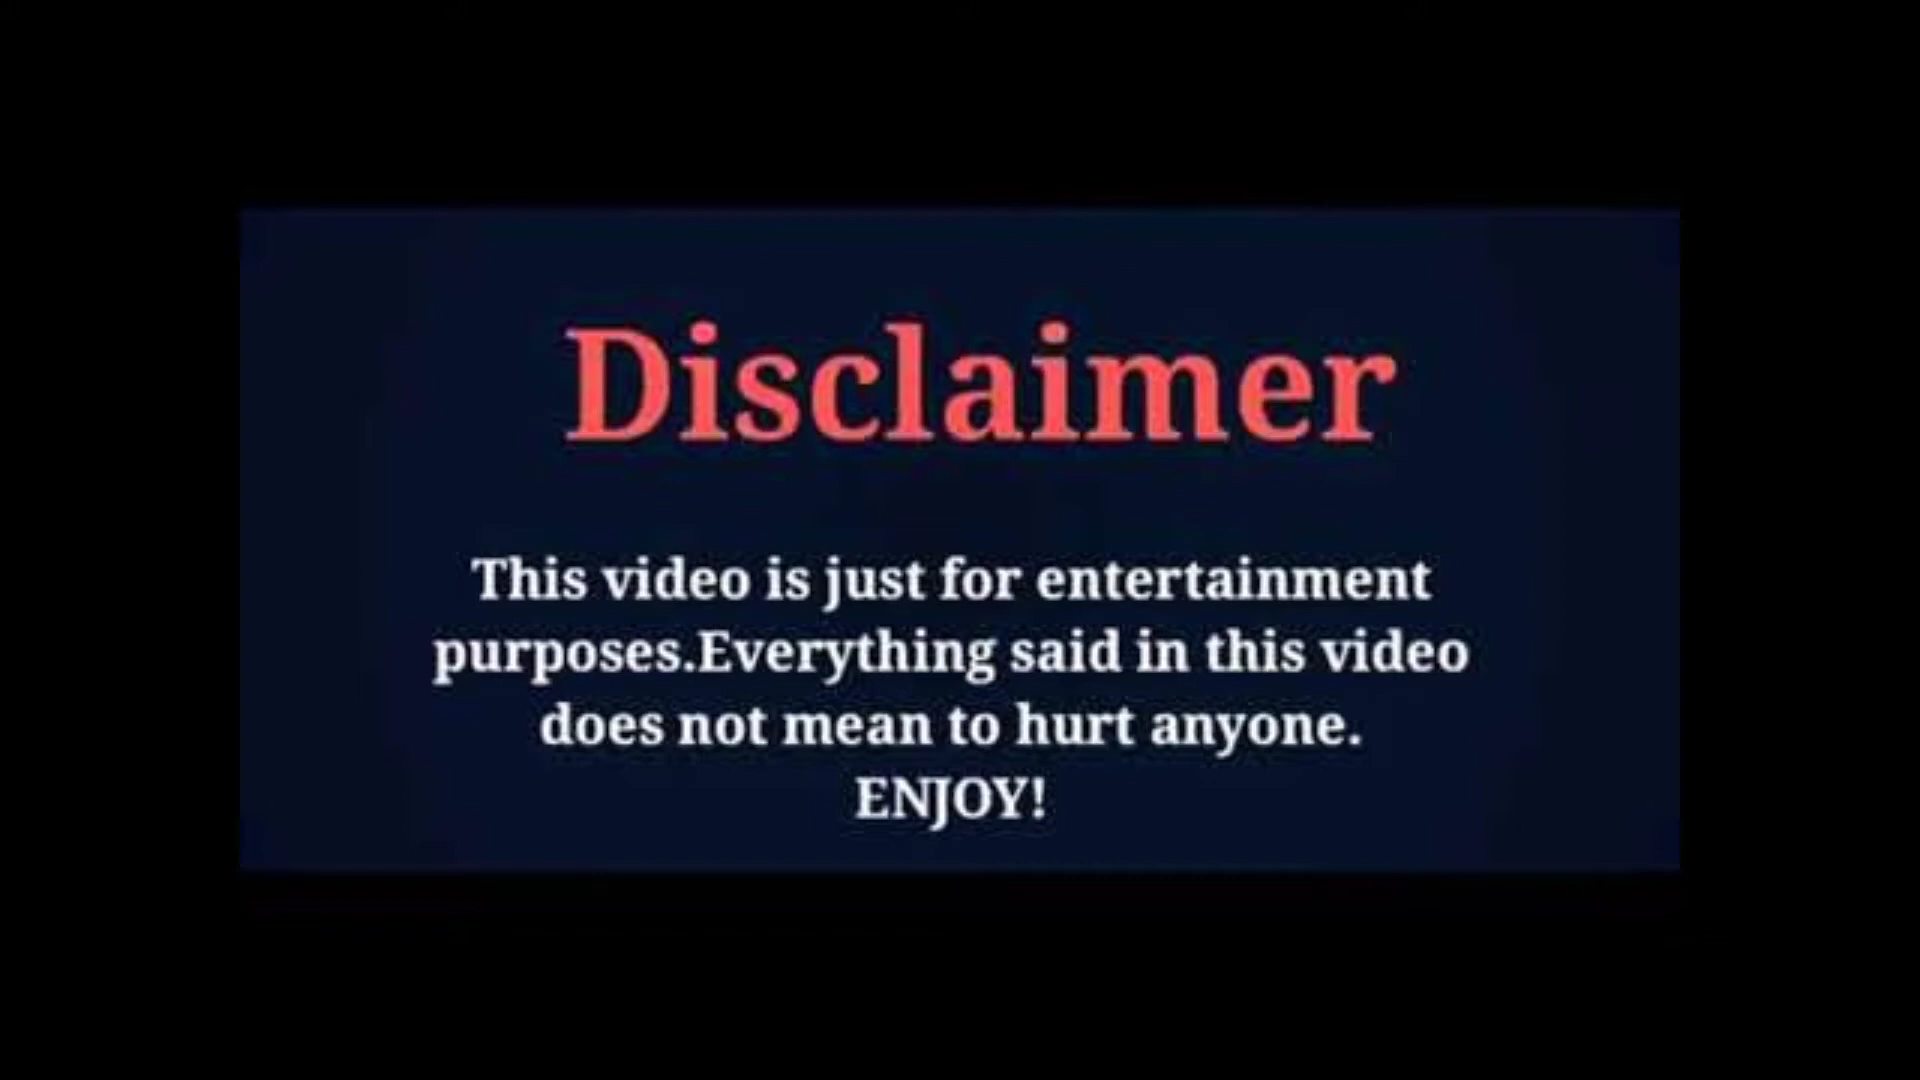 Disclaimer
This video is just for entertainment
purposes.Everything said in this video
does not mean to hurt anyone.
ENJOY!